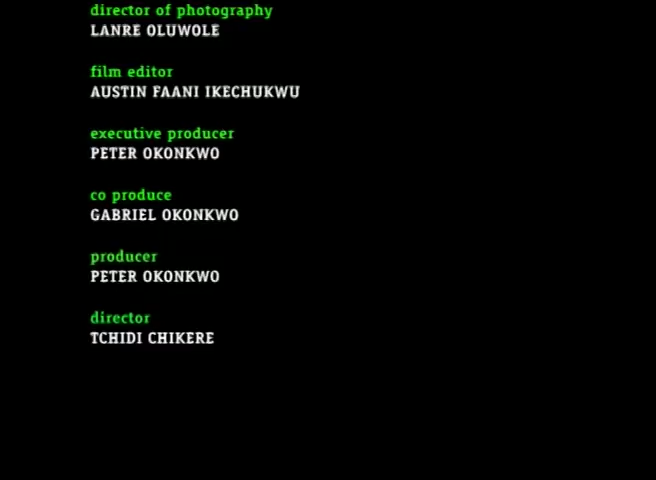 director of photography
LANRE OLUWOLE
film editor
AUSTIN FAANI IKECHUKWU
executive producer
PETER OKONKWO
co produce
GABRIEL OKONKWO
producer
PETER OKONKWO
director
TCHIDI CHIKERE